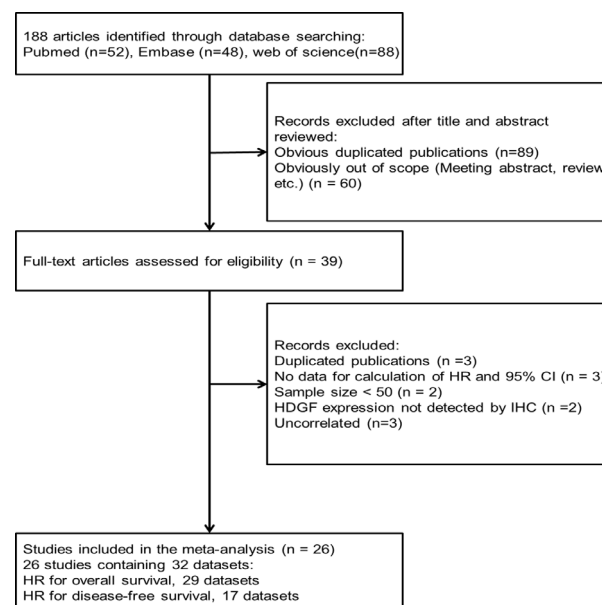 188 articles identified through database searching:
Pubmed (n=52), Embase (n=48), web of science(n=88)
Records excluded after title and abstract
reviewed:
Obvious duplicated publications (n=89)
Obviously out of scope (Meeting abstract, review
etc.) (n = 60)
Full-text articles assessed for eligibility (n = 39)
Records excluded:
Duplicated publications (n =3)
No data for calculation of HR and 95% CI (n = 3)
Sample size < 50 (n = 2)
HDGF expression not detected by IHC (n =2)
Uncorrelated (n=3)
Studies included in the meta-analysis (n = 26)
26 studies containing 32 datasets:
HR for overall survival, 29 datasets
HR for disease-free survival, 17 datasets